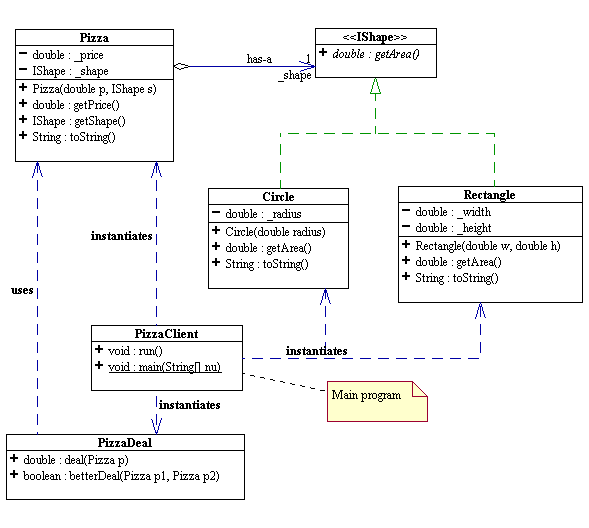 Pizza
- double : _price
- IShape : _shape
+ Pizza(double p, IShape s)
+ double : getPrice()
+ IShape : getShape()
+ String : toString()
has-a
1
_shape
<<IShape>>
+ double : getArea()
Circle
- double : _radius
+ Circle(double radius)
+ double : getArea()
+ String : toString()
Rectangle
- double : _width
- double : _height
+ Rectangle(double w, double h)
+ double : getArea()
+ String : toString()
instantiates
uses
PizzaClient
+ void : run()
+ void : main(String[] nu)
instantiates
Main program
instantiates
PizzaDeal
+ double : deal(Pizza p)
+ boolean : betterDeal(Pizza p1, Pizza p2)